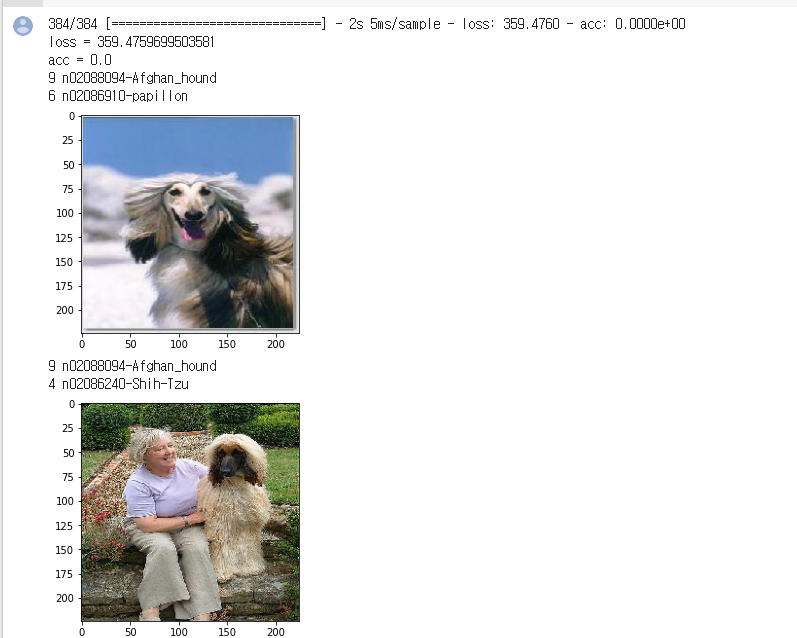 384/384 [==============================] - 2s 5ms/sample - loss: 359.4760 - acc: 0.0000e+00
loss = 359.4759699503581
acc = 0.0
9 n02088094-Afghan_hound
6 n02086910-papillon
0
25
50
75
100
125
150
175
200
0 50 100 150 200
9 n02088094-Afghan_hound
4 n02086240-Shih-Tzu
0
25
50
75
100
125
150
175
200
0 50 100 150 200